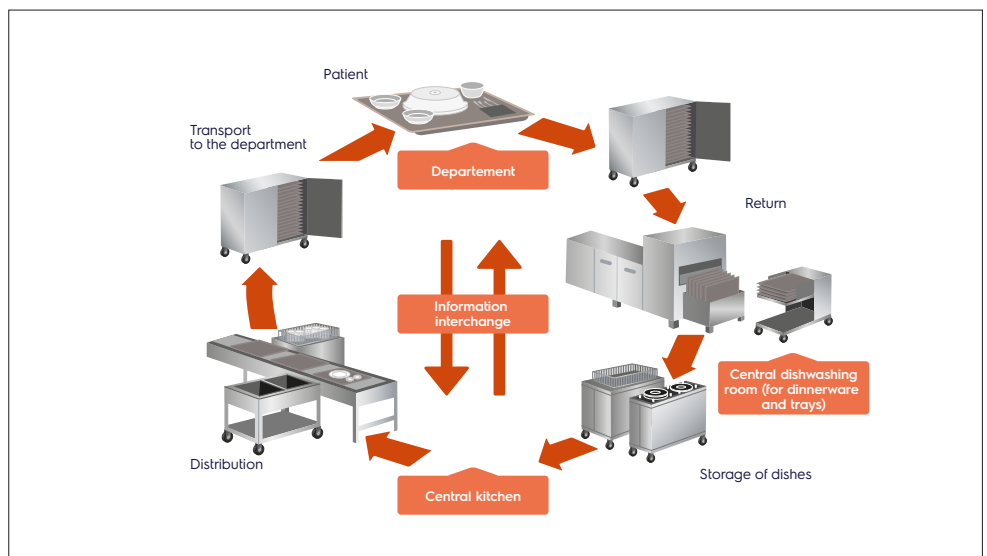 Patient
Transport
to the department
Departement
Return
Information
interchange
Central dishwashing
room (for dinnerware
and trays)
Distribution
Storage of dishes
Central kitchen